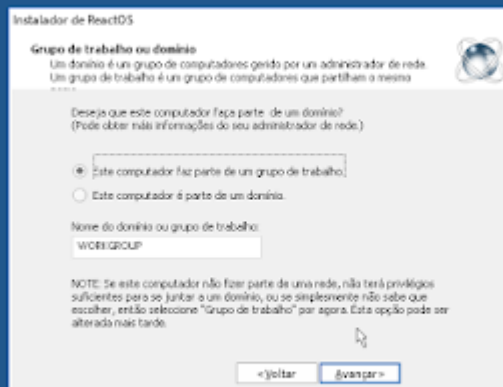 Instalador de ReactOS
Grupo de trabalho ou domínio
Um domínio é um grupo de computadores gerido por um administrador de rede.
Um grupo de trabalho é um grupo de computadores que partilham o mesmo
Deseja que este computador faça parte de um domínio?
(Pode obter máis informações do seu administrador de rede.)
Este computador faz parte de um grupo de trabalho.
Este computador é parte de um domínio.
Nome do domínio ou grupo de trabalho:
WORKGROUP
NOTE: Se este computador não fizer parte de uma rede, não terá privilégios
suficientes para se juntar a um domínio, ou se simplesmente não sabe que
escolher, então seleccione "Grupo de trabalho" por agora. Esta opção pode ser
alterada mais tarde.
<Voltar
Avançar>